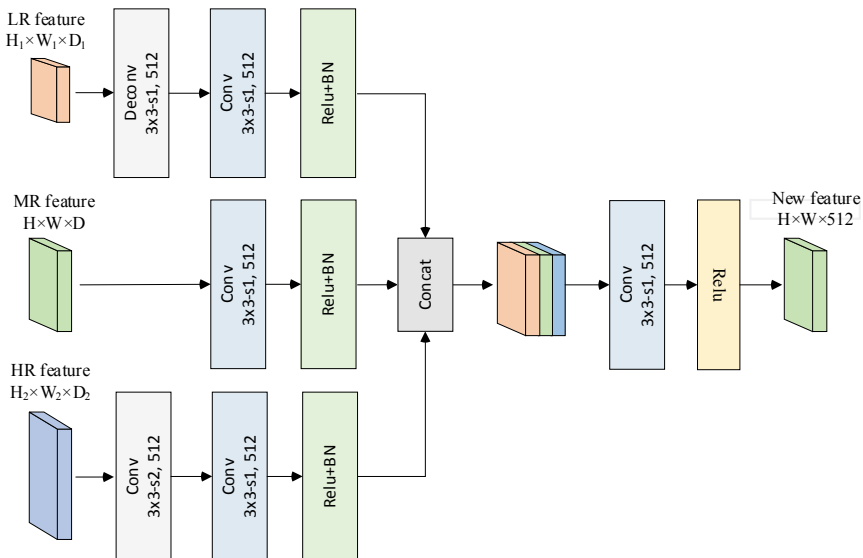 LR feature
H₁×W₁×D₁
Deconv
3x3-s1, 512
Conv
3x3-s1, 512
Relu+BN
MR feature
H×W×D
Conv
3x3-s1, 512
Relu+BN
Concat
Conv
3x3-s1, 512
Relu
New feature
H×W×512
HR feature
H₂×W₂×D₂
Conv
3x3-s2, 512
Conv
3x3-s1, 512
Relu+BN